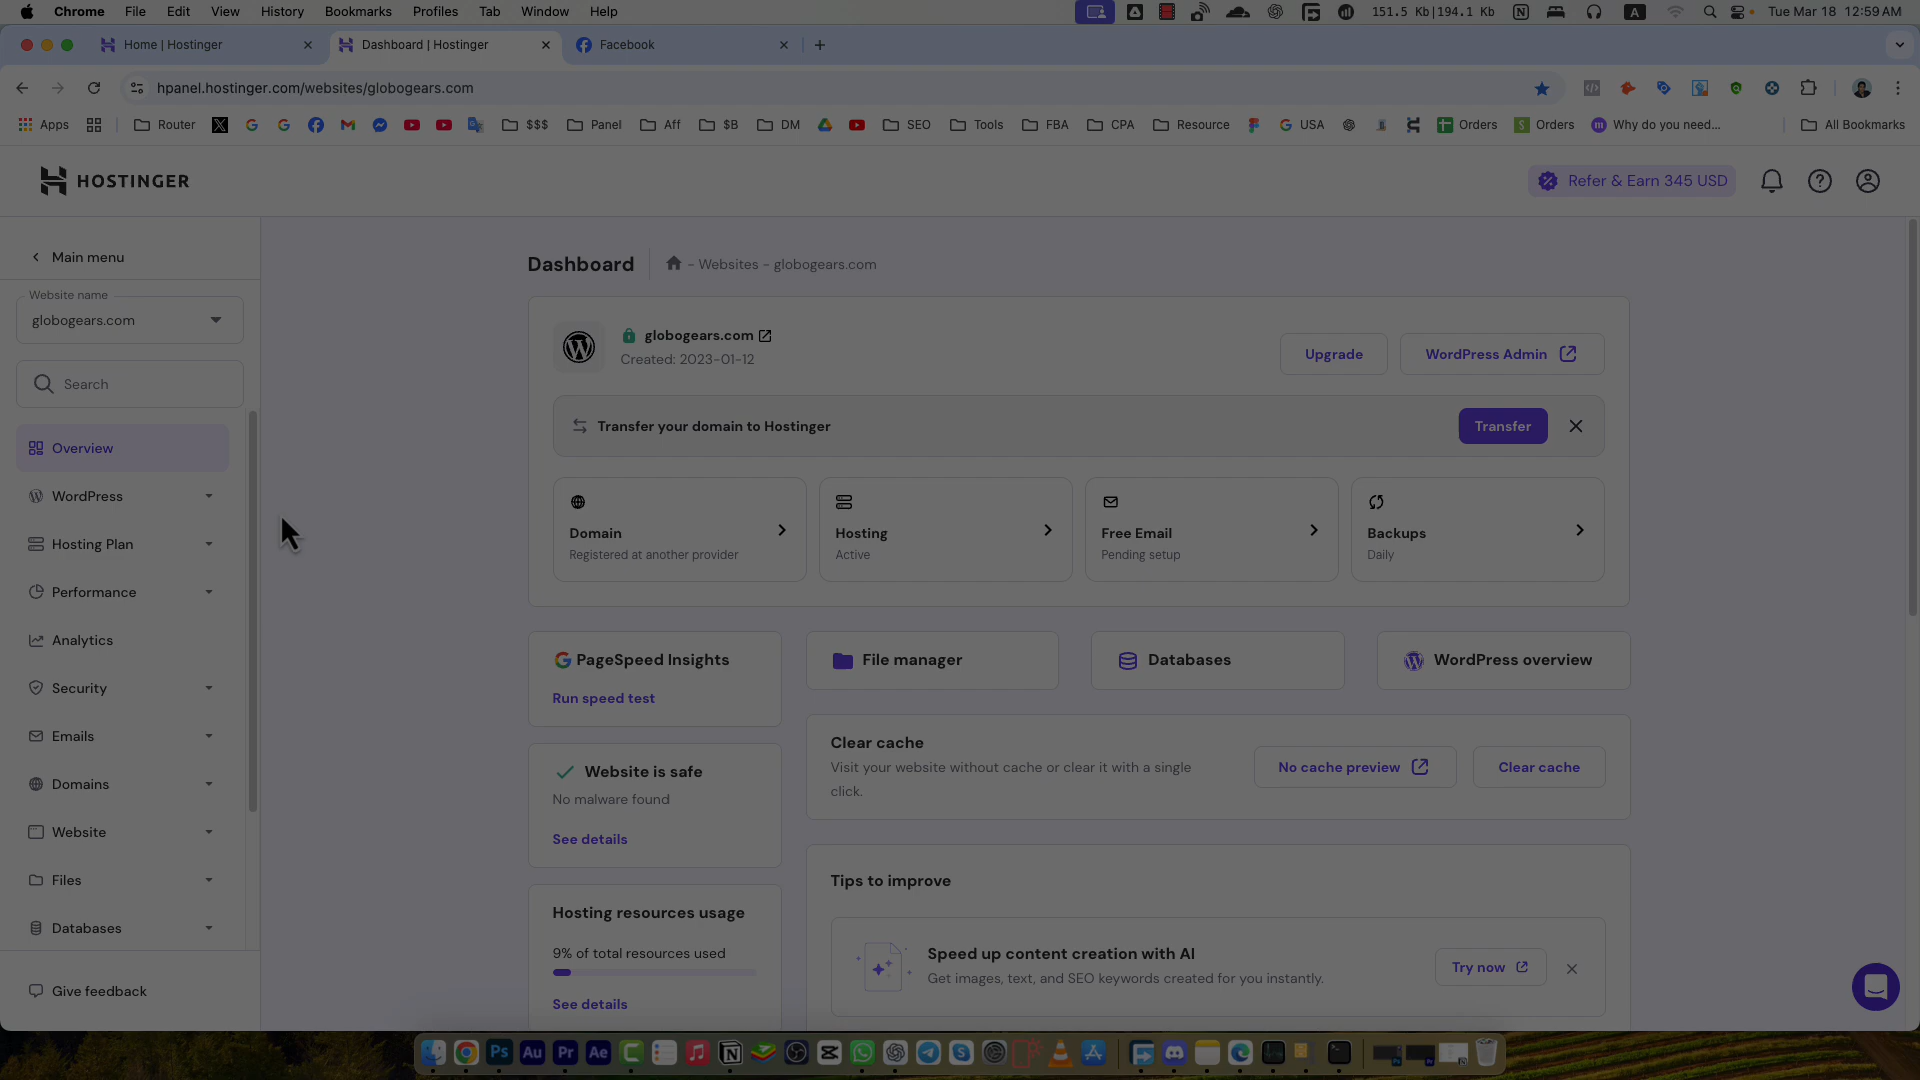 Chrome File Edit View History Bookmarks Profiles Tab Window Help 151.5 Kb|194.1 Kb A Tue Mar 18 12:59 AM
Home | Hostinger Dashboard | Hostinger Facebook
hpanel.hostinger.com/websites/globogears.com
Apps Router $$$ Panel Aff $B DM SEO Tools FBA CPA Resource USA Orders Orders Why do you need... All Bookmarks
HOSTINGER Refer & Earn 345 USD
Main menu
Website name
globogears.com
Search
Overview
WordPress
Hosting Plan
Performance
Analytics
Security
Emails
Domains
Website
Files
Databases
Give feedback
Dashboard - Websites - globogears.com
globogears.com
Created: 2023-01-12
Upgrade WordPress Admin
Transfer your domain to Hostinger Transfer
Domain
Registered at another provider
Hosting
Active
Free Email
Pending setup
Backups
Daily
PageSpeed Insights
Run speed test
File manager
Databases
WordPress overview
Website is safe
No malware found
See details
Clear cache
Visit your website without cache or clear it with a single
click.
No cache preview Clear cache
Hosting resources usage
9% of total resources used
See details
Tips to improve
Speed up content creation with AI
Get images, text, and SEO keywords created for you instantly.
Try now
Ps Au Pr Ae